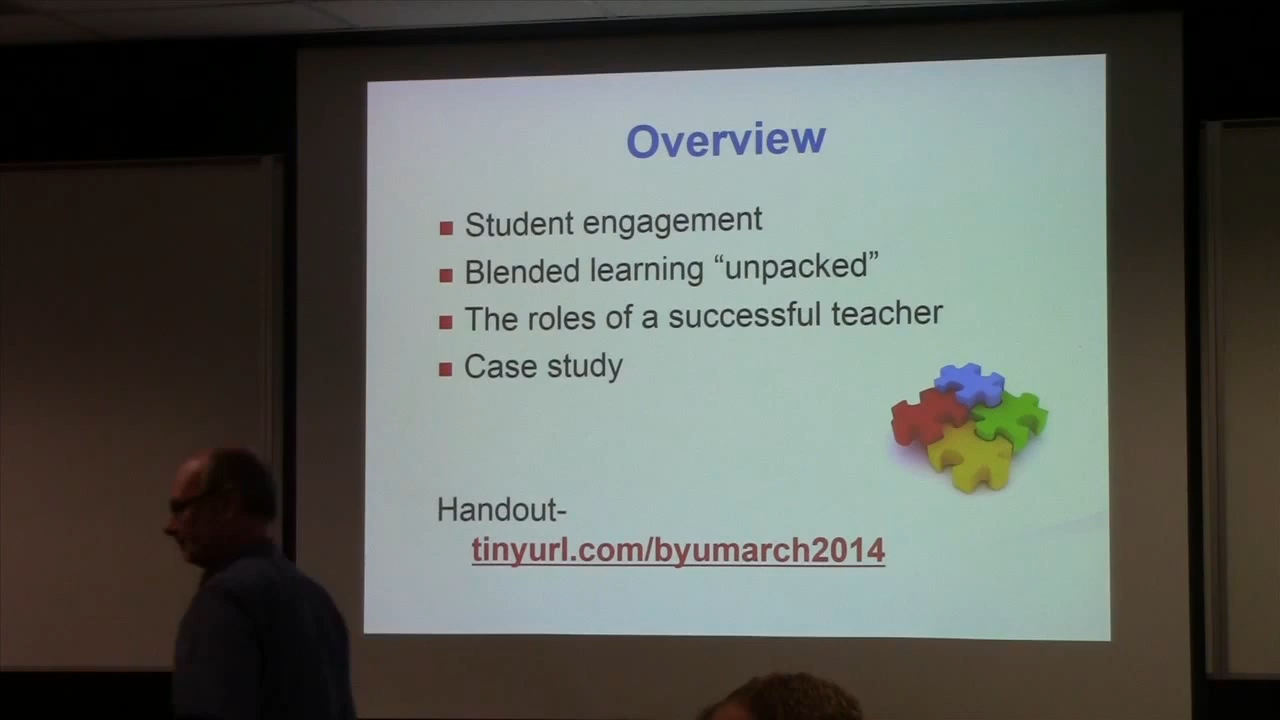 Overview
Student engagement
Blended learning “unpacked”
The roles of a successful teacher
Case study
Handout-
tinyurl.com/byumarch2014